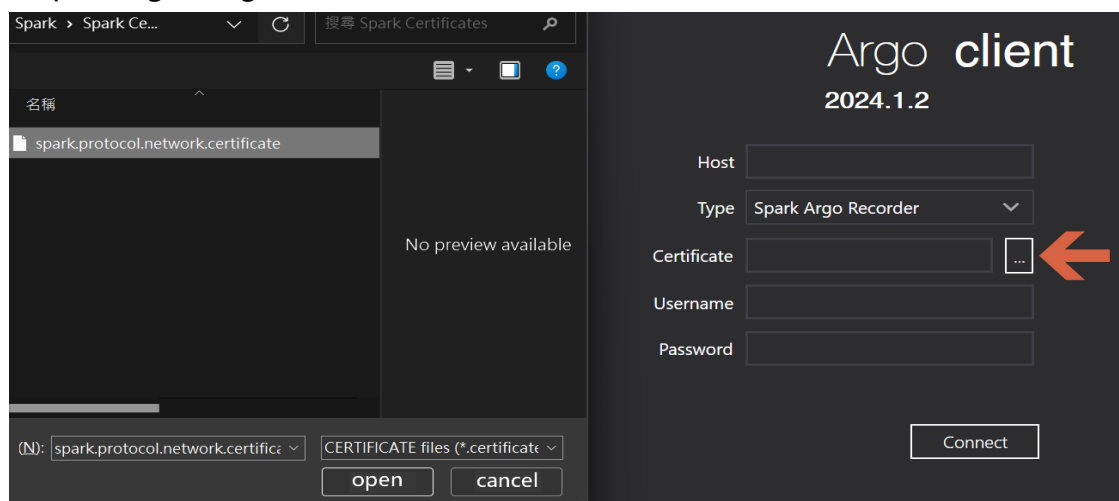 Spark › Spark Ce...
搜尋 Spark Certificates
名稱
spark.protocol.network.certificate
No preview available
(N): spark.protocol.network.certific
CERTIFICATE files (*.certificate
open
cancel
Argo client
2024.1.2
Host
Type Spark Argo Recorder
Certificate ...
Username
Password
Connect